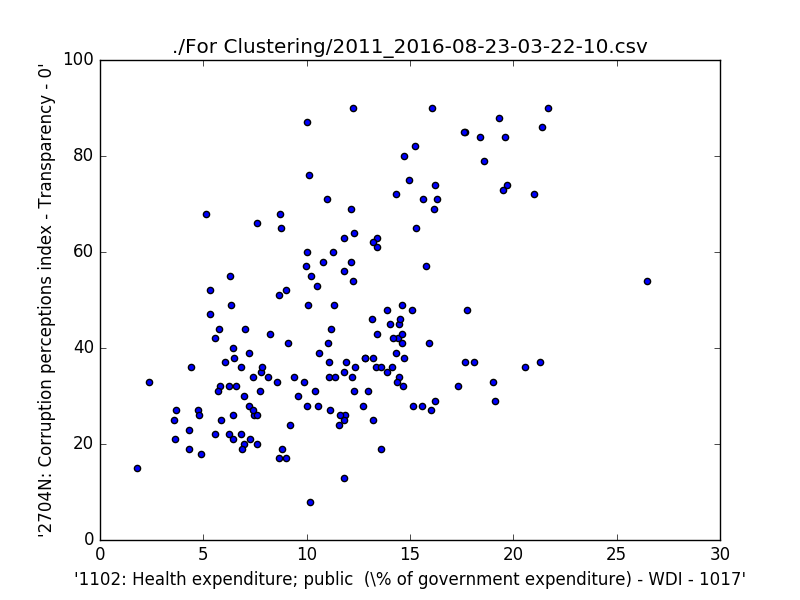 ./For Clustering/2011_2016-08-23-03-22-10.csv
100
80
60
40
20
0
0 5 10 15 20 25 30
'2704N: Corruption perceptions index - Transparency - 0'
'1102: Health expenditure; public  (\% of government expenditure) - WDI - 1017'